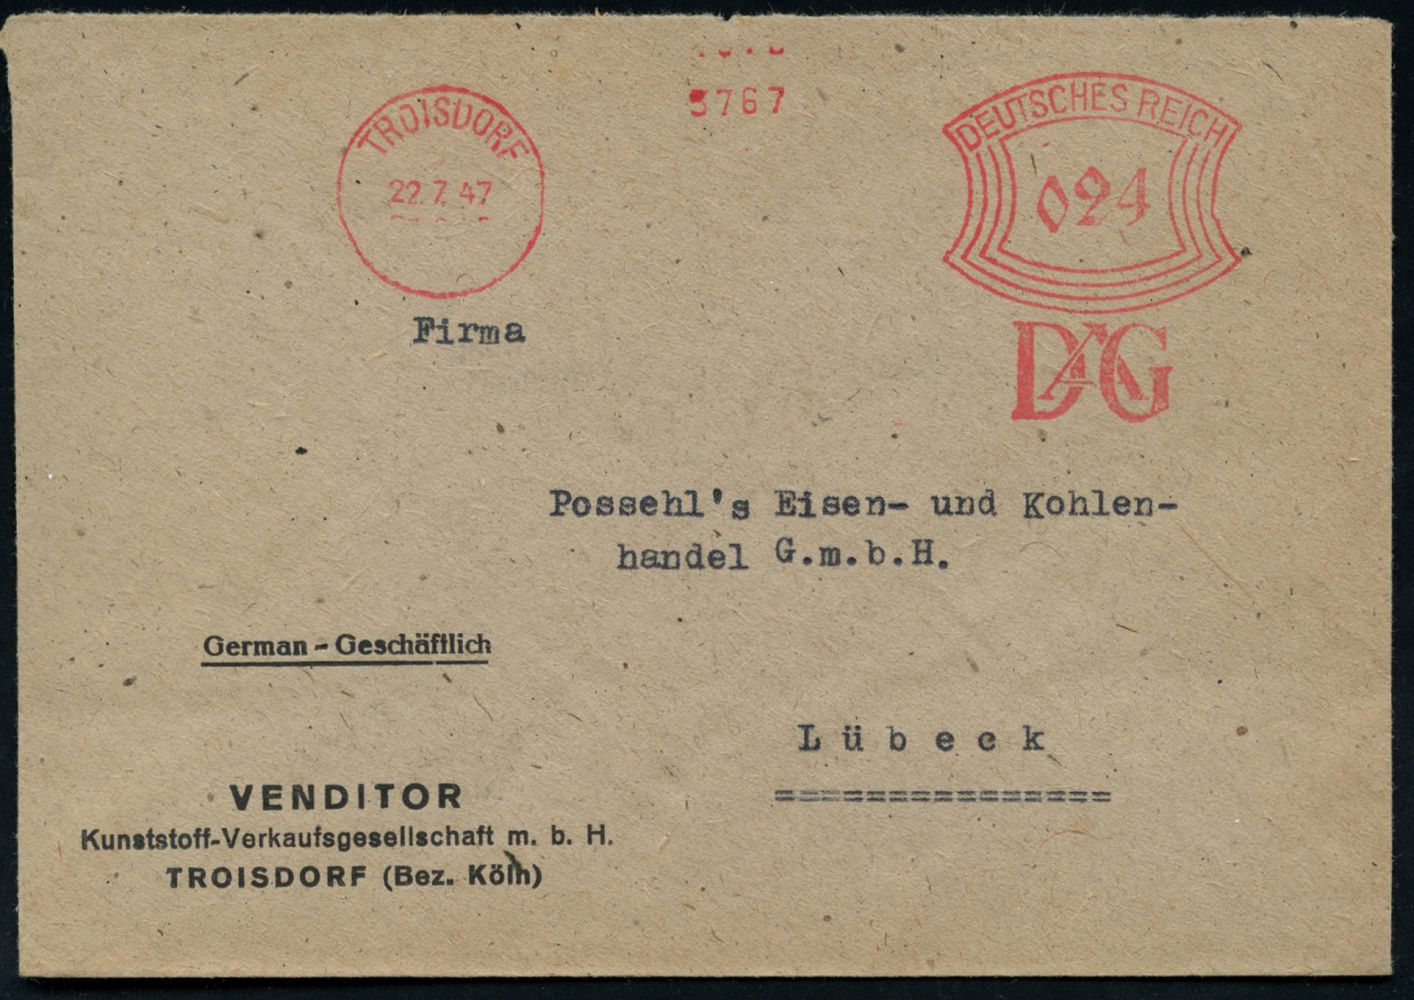 3767
TROISDORF
22.7.47
DEUTSCHES REICH
024
DAG
Firma
Possehl's Eisen- und Kohlen-
handel G.m.b.H.
German - Geschäftlich
Lübeck
===============
VENDITOR
Kunststoff-Verkaufsgesellschaft m. b. H.
TROISDORF (Bez. Köln)